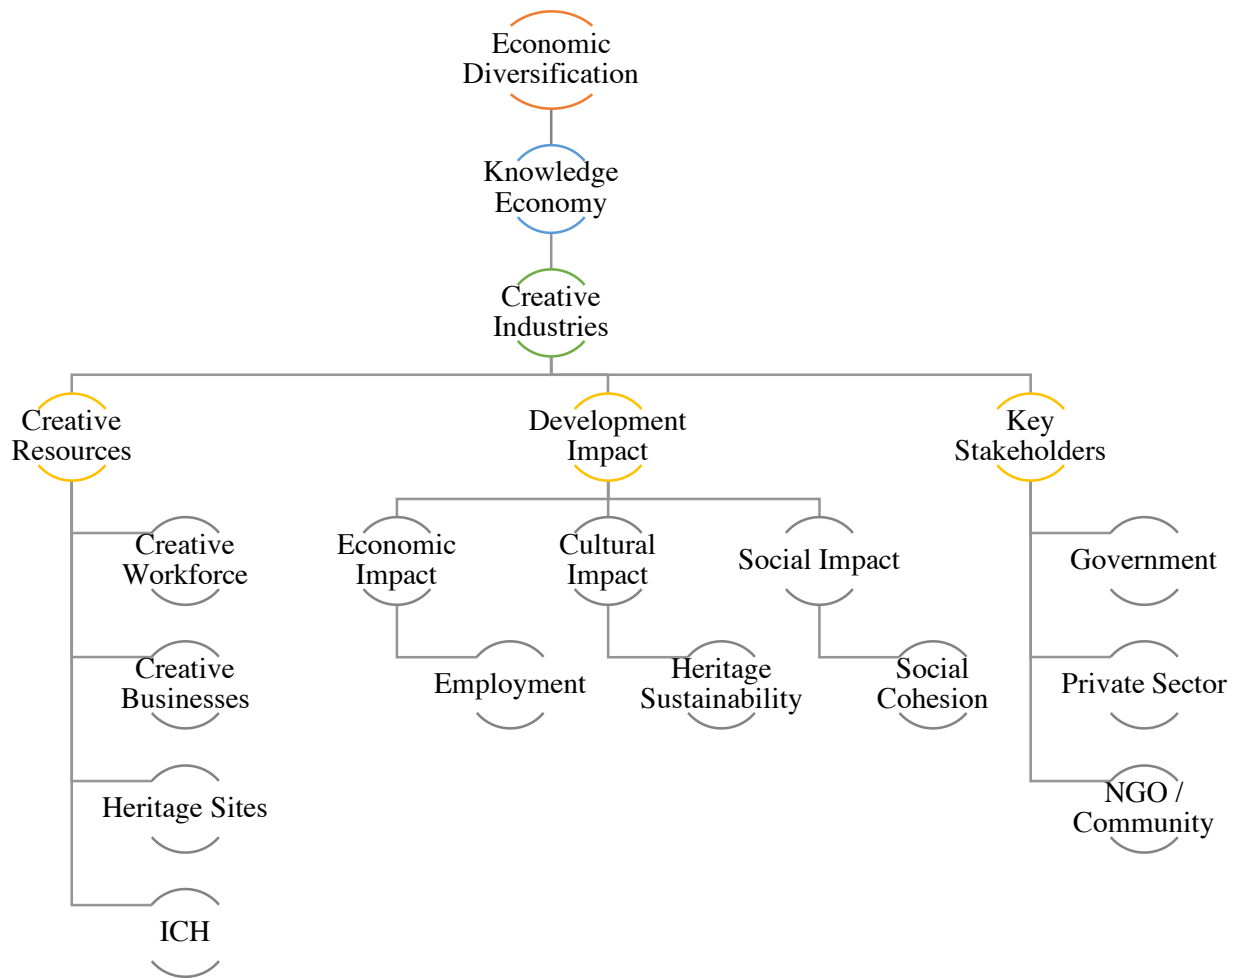 Economic
Diversification
Knowledge
Economy
Creative
Industries
Creative
Resources
Development
Impact
Key
Stakeholders
Creative
Workforce
Creative
Businesses
Heritage Sites
ICH
Economic
Impact
Employment
Cultural
Impact
Heritage
Sustainability
Social Impact
Social
Cohesion
Government
Private Sector
NGO /
Community